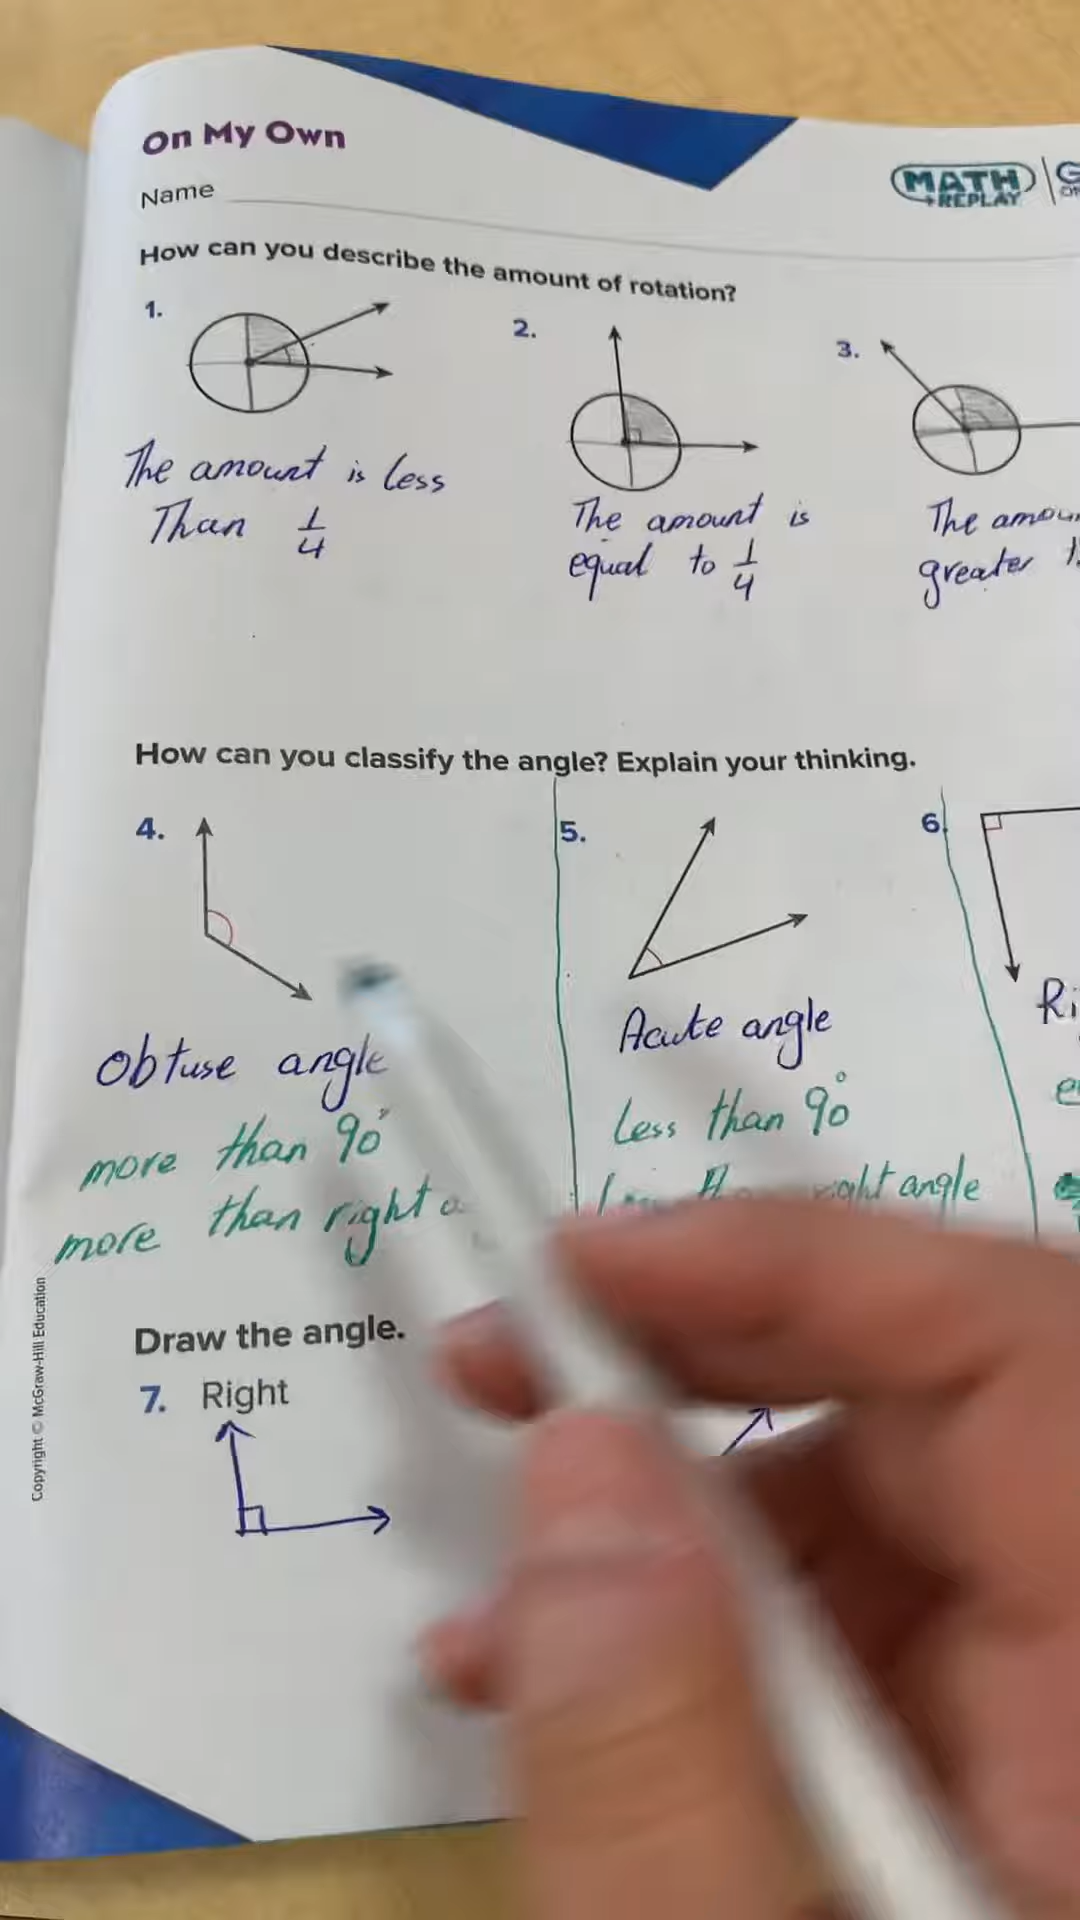 On My Own
MATH
REPLAY
Name
How can you describe the amount of rotation?
1.
2.
3.
The amount is less
Than 1/4
The amount is
equal to 1/4
The
greater
How can you classify the angle? Explain your thinking.
4.
5.
6.
Obtuse angle
more than 90°
more than right
Acute angle
Less than 90°
right angle
Draw the angle.
7. Right
Copyright © McGraw-Hill Education